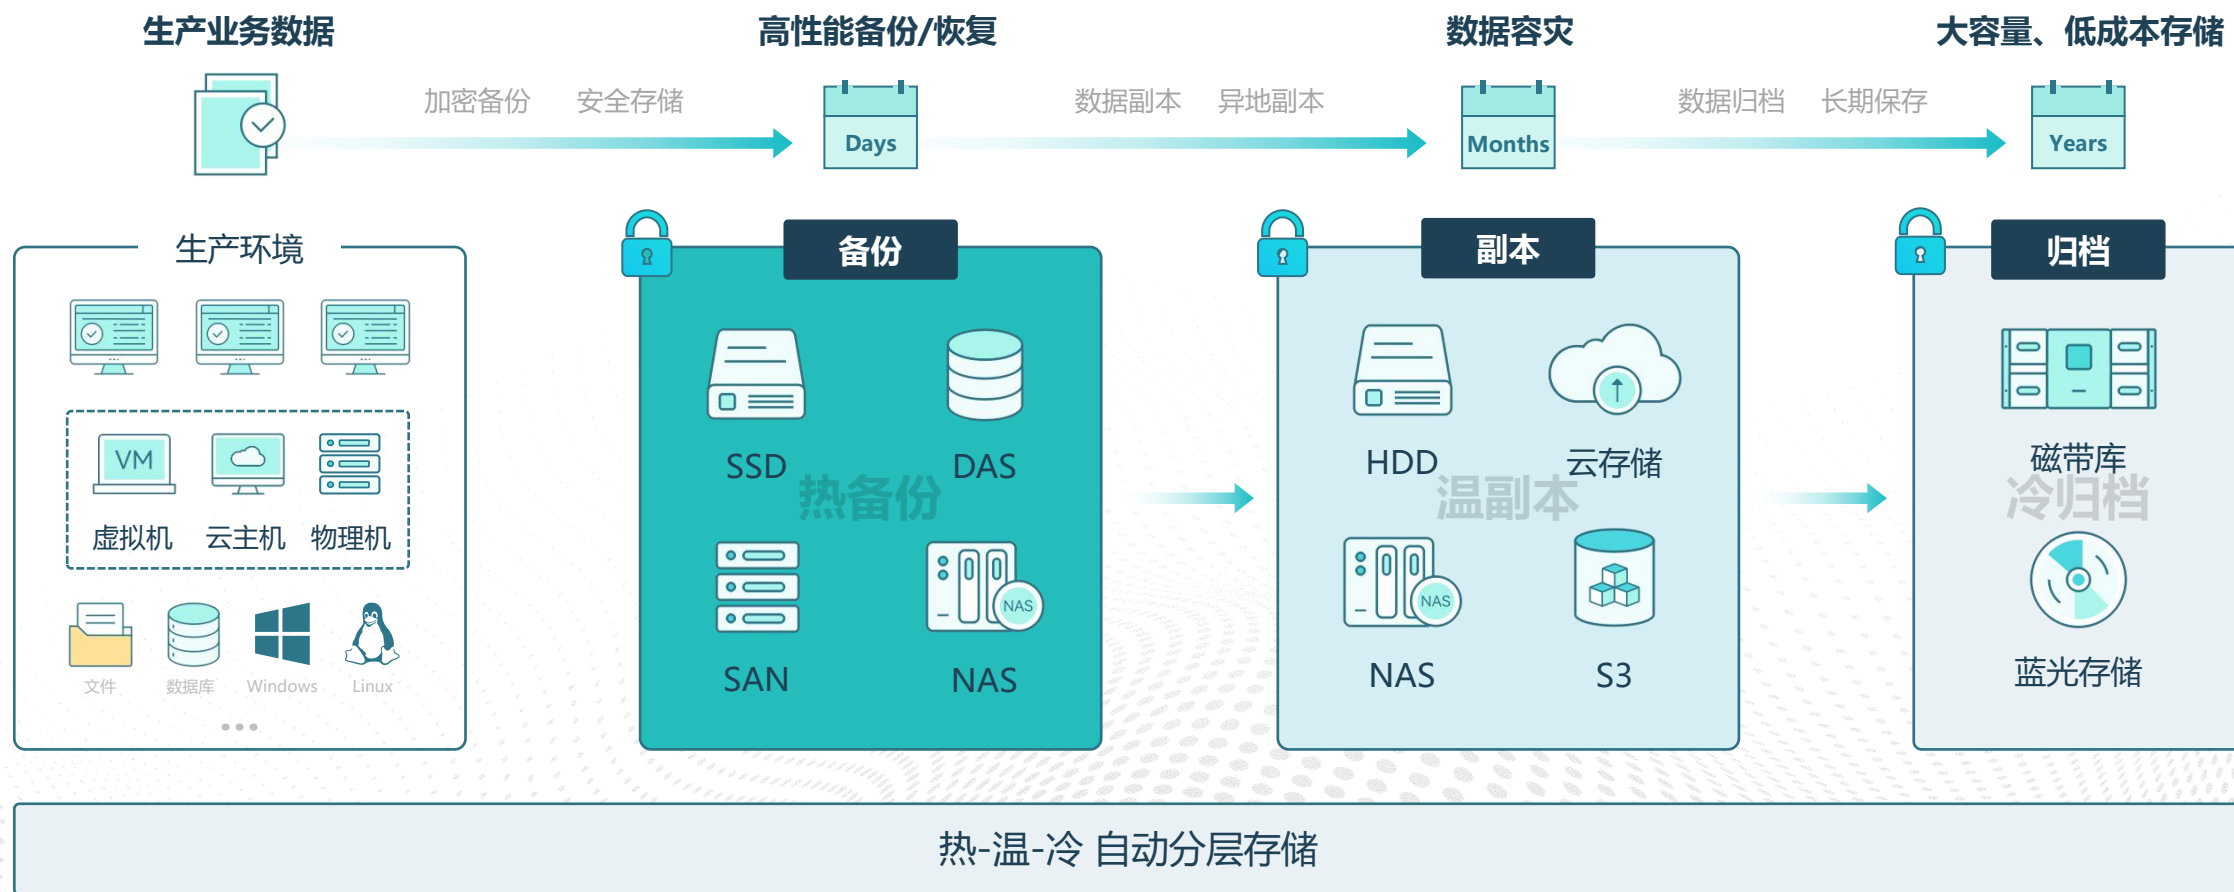 生产业务数据
高性能备份/恢复
数据容灾
大容量、低成本存储
加密备份 安全存储
数据副本 异地副本
数据归档 长期保存
Days
Months
Years
生产环境
VM
虚拟机 云主机 物理机
文件 数据库 Windows Linux
...
备份
SSD DAS
热备份
NAS
SAN NAS
副本
HDD 云存储
温副本
NAS
NAS S3
归档
磁带库
冷归档
蓝光存储
热-温-冷 自动分层存储